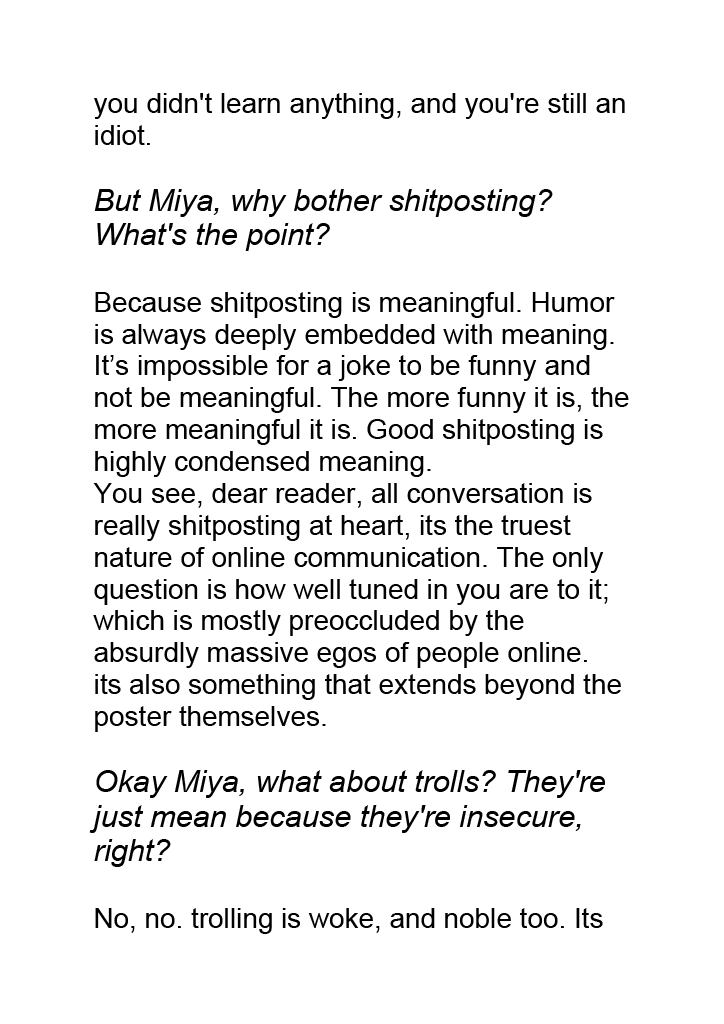 you didn't learn anything, and you're still an
idiot.
But Miya, why bother shitposting?
What's the point?
Because shitposting is meaningful. Humor
is always deeply embedded with meaning.
It’s impossible for a joke to be funny and
not be meaningful. The more funny it is, the
more meaningful it is. Good shitposting is
highly condensed meaning.
You see, dear reader, all conversation is
really shitposting at heart, its the truest
nature of online communication. The only
question is how well tuned in you are to it;
which is mostly preoccluded by the
absurdly massive egos of people online.
its also something that extends beyond the
poster themselves.
Okay Miya, what about trolls? They're
just mean because they're insecure,
right?
No, no. trolling is woke, and noble too. Its